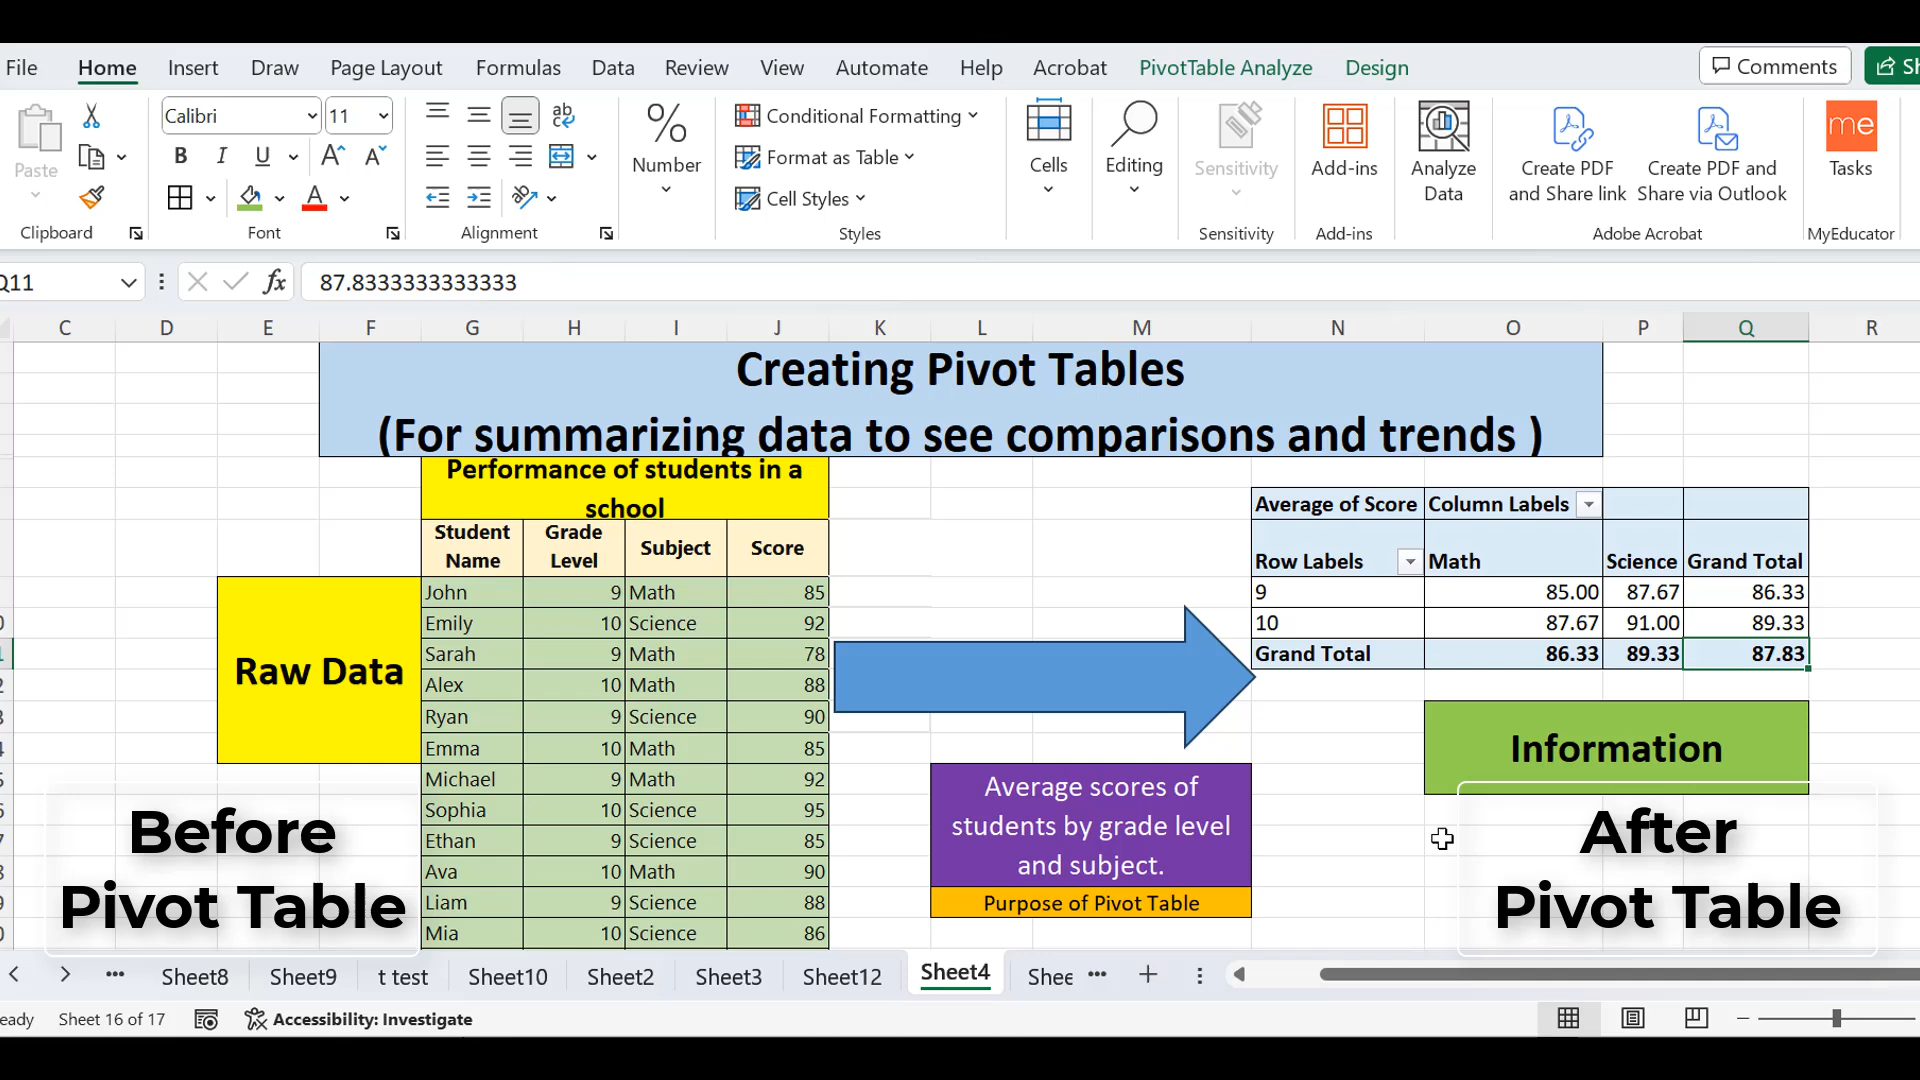 File Home Insert Draw Page Layout Formulas Data Review View Automate Help Acrobat PivotTable Analyze Design Comments
Calibri 11 Conditional Formatting
Paste B I U Number Format as Table Cells Editing Sensitivity Add-ins Analyze Data Create PDF and Share link Create PDF and Share via Outlook me Tasks
Cell Styles
Clipboard Font Alignment Styles Sensitivity Add-ins Adobe Acrobat MyEducator
Q11 fx 87.8333333333333
C D E F G H I J K L M N O P Q R
Creating Pivot Tables
(For summarizing data to see comparisons and trends )
Performance of students in a
school
Average of Score Column Labels
Student Name Grade Level Subject Score
Row Labels Math Science Grand Total
John 9 Math 85
9 85.00 87.67 86.33
Emily 10 Science 92
10 87.67 91.00 89.33
Sarah 9 Math 78
Grand Total 86.33 89.33 87.83
Raw Data
Alex 10 Math 88
Ryan 9 Science 90
Emma 10 Math 85
Information
Michael 9 Math 92
Sophia 10 Science 95
Ethan 9 Science 85
Ava 10 Math 90
Liam 9 Science 88
Mia 10 Science 86
Average scores of
students by grade level
and subject.
Purpose of Pivot Table
Before
Pivot Table
After
Pivot Table
Sheet8 Sheet9 t test Sheet10 Sheet2 Sheet3 Sheet12 Sheet4 Shee
eady Sheet 16 of 17 Accessibility: Investigate